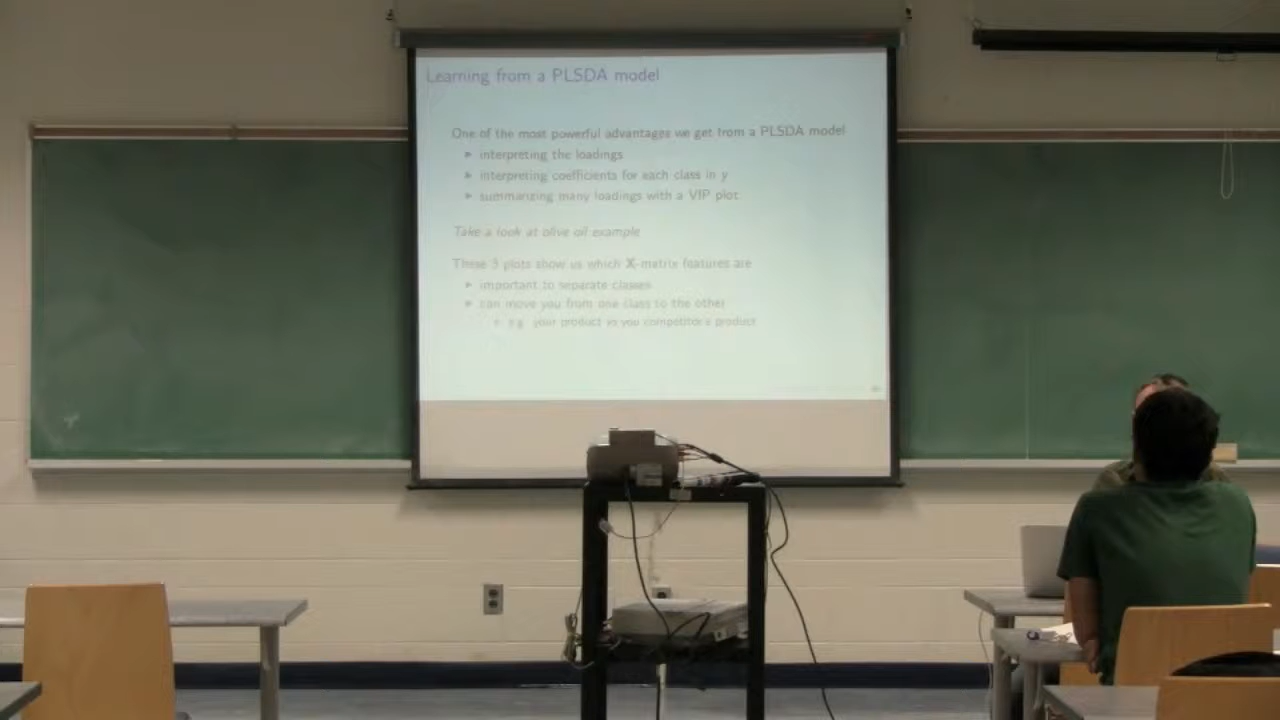 Learning from a PLSDA model
One of the most powerful advantages we get from a PLSDA model
► interpreting the loadings
► interpreting coefficients for each class in y
► summarizing many loadings with a VIP plot
Take a look at olive oil example
These 3 plots show us which X-matrix features are
► important to separate classes
► can move you from one class to the other
► e.g. your product vs you competitor's product